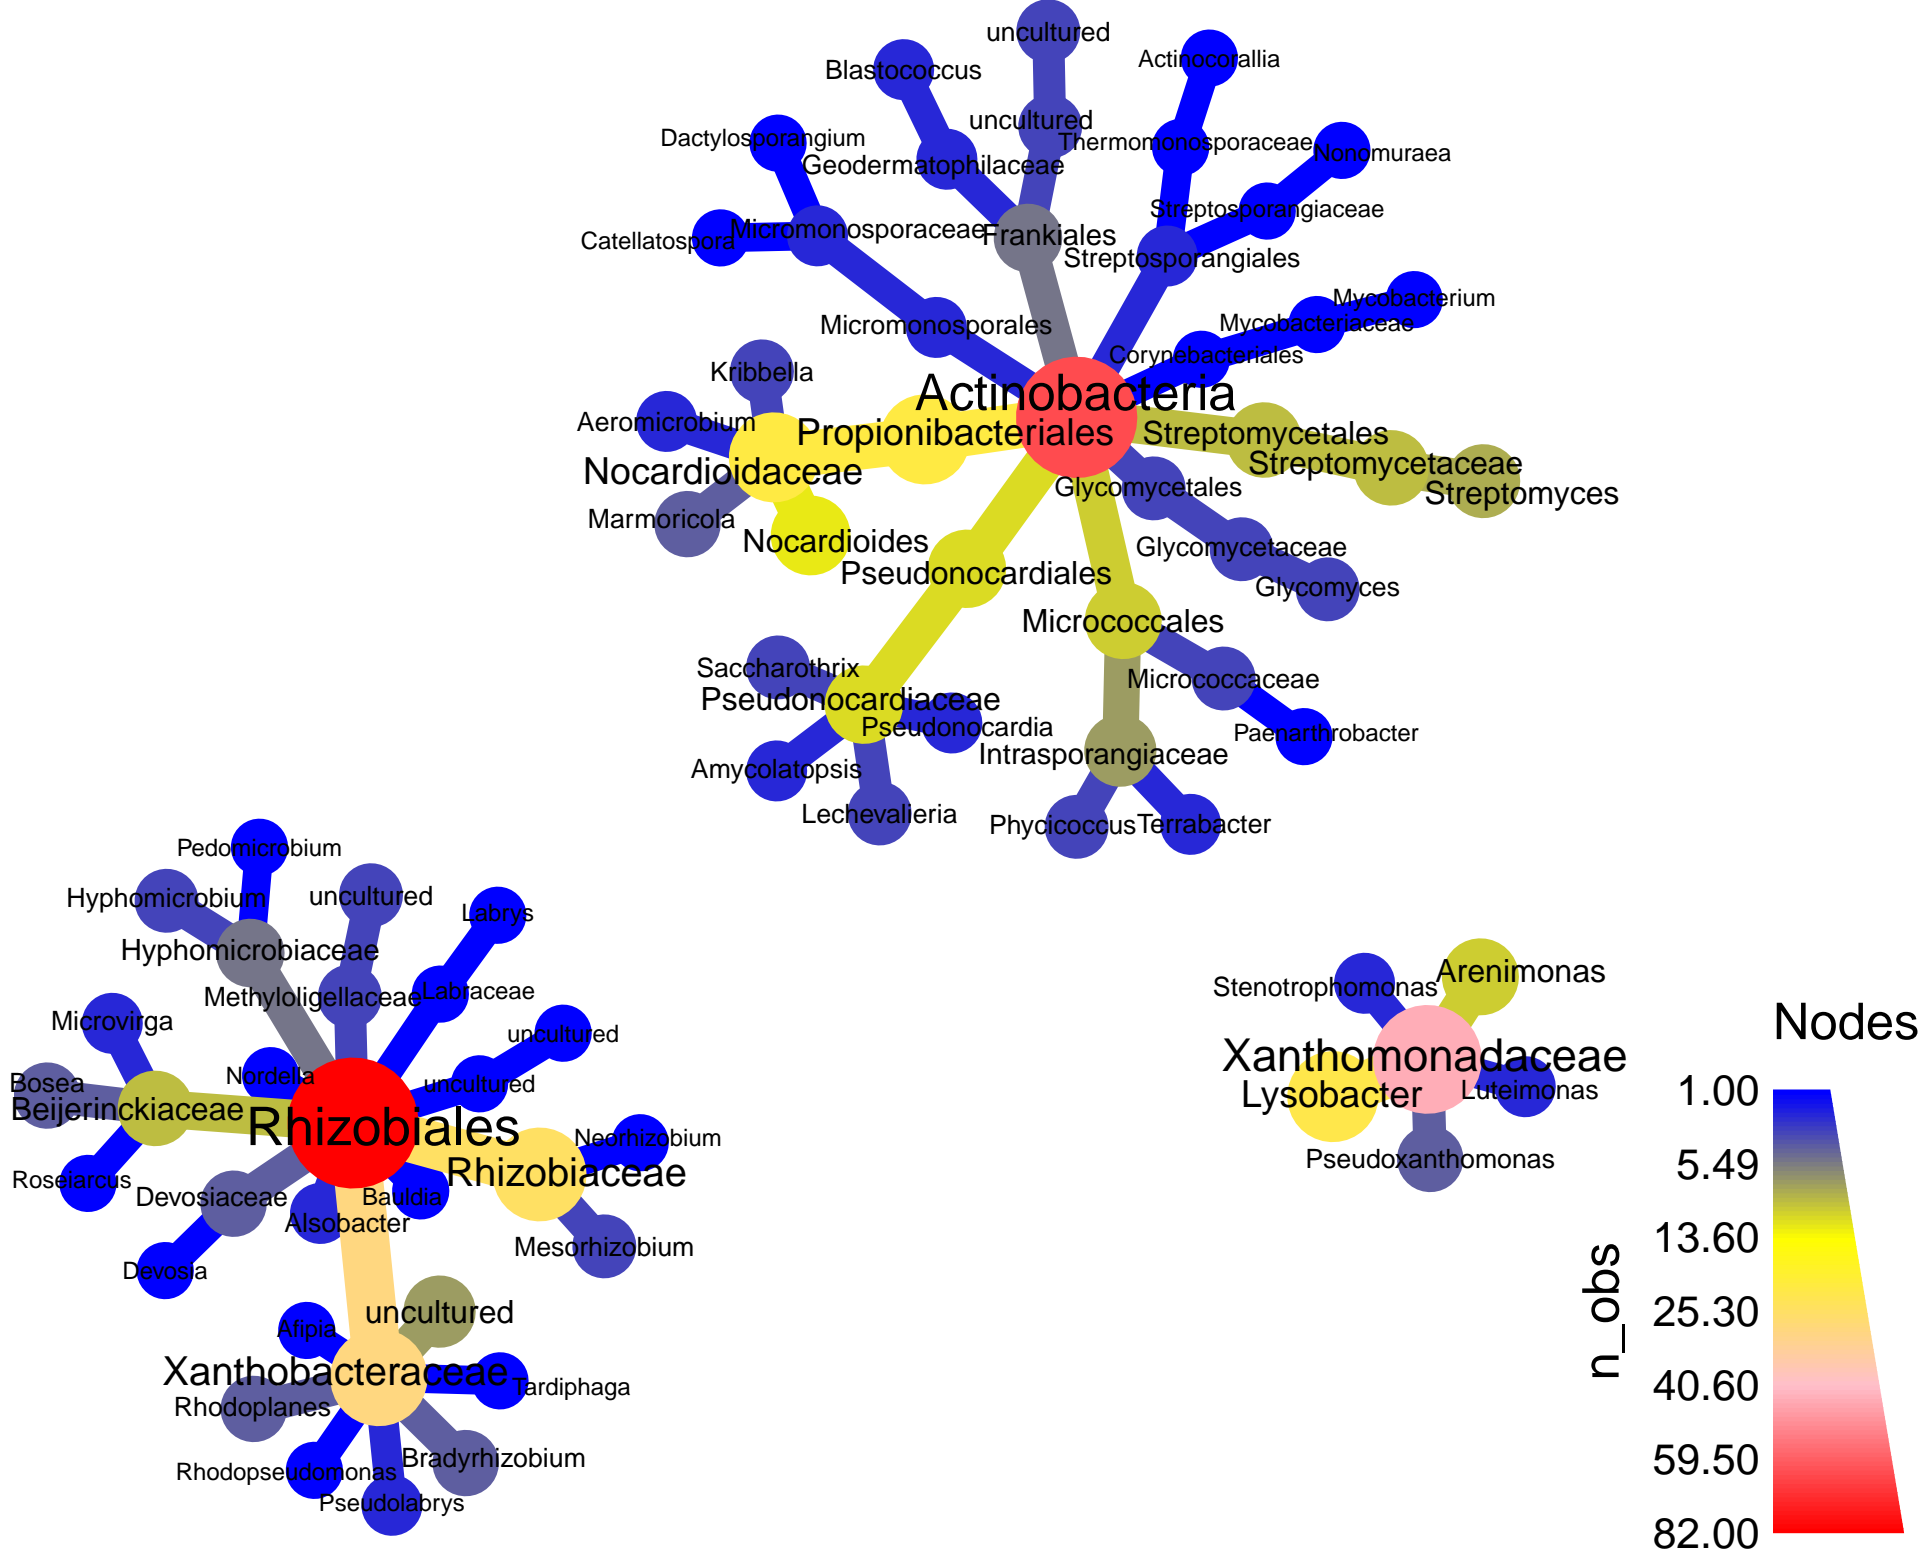 uncultured
Actinocorallia
Blastococcus
uncultured
Dactylosporangium
Thermomonosporaceae
Nonomuraea
Geodermatophilaceae
Streptosporangiaceae
Catellatospora
Micromonosporaceae
Frankiales
Streptosporangiales
Mycobacterium
Micromonosporales
Mycobacteriaceae
Corynebacteriales
Kribbella
Actinobacteria
Aeromicrobium
Propionibacteriales
Streptomycetales
Nocardioidaceae
Streptomycetaceae
Glycomycetales
Streptomyces
Marmoricola
Nocardioides
Glycomycetaceae
Pseudonocardiales
Glycomyces
Micrococcales
Saccharothrix
Micrococcaceae
Pseudonocardiaceae
Pseudonocardia
Paenarthrobacter
Intrasporangiaceae
Amycolatopsis
Lechevalieria
Phycicoccus
Terrabacter
Pedomicrobium
Hyphomicrobium
uncultured
Labrys
Hyphomicrobiaceae
Methyloligellaceae
Labraceae
Microvirga
uncultured
Nordella
Bosea
uncultured
Beijerinckiaceae
Rhizobiales
Neorhizobium
Rhizobiaceae
Roseiarcus
Devosiaceae
Bauldia
Alsobacter
Mesorhizobium
Devosia
uncultured
Afipia
Xanthobacteraceae
Tardiphaga
Rhodoplanes
Bradyrhizobium
Rhodopseudomonas
Pseudolabrys
Stenotrophomonas
Arenimonas
Xanthomonadaceae
Lysobacter
Luteimonas
Pseudoxanthomonas
Nodes
1.00
5.49
13.60
25.30
40.60
59.50
82.00
n_obs